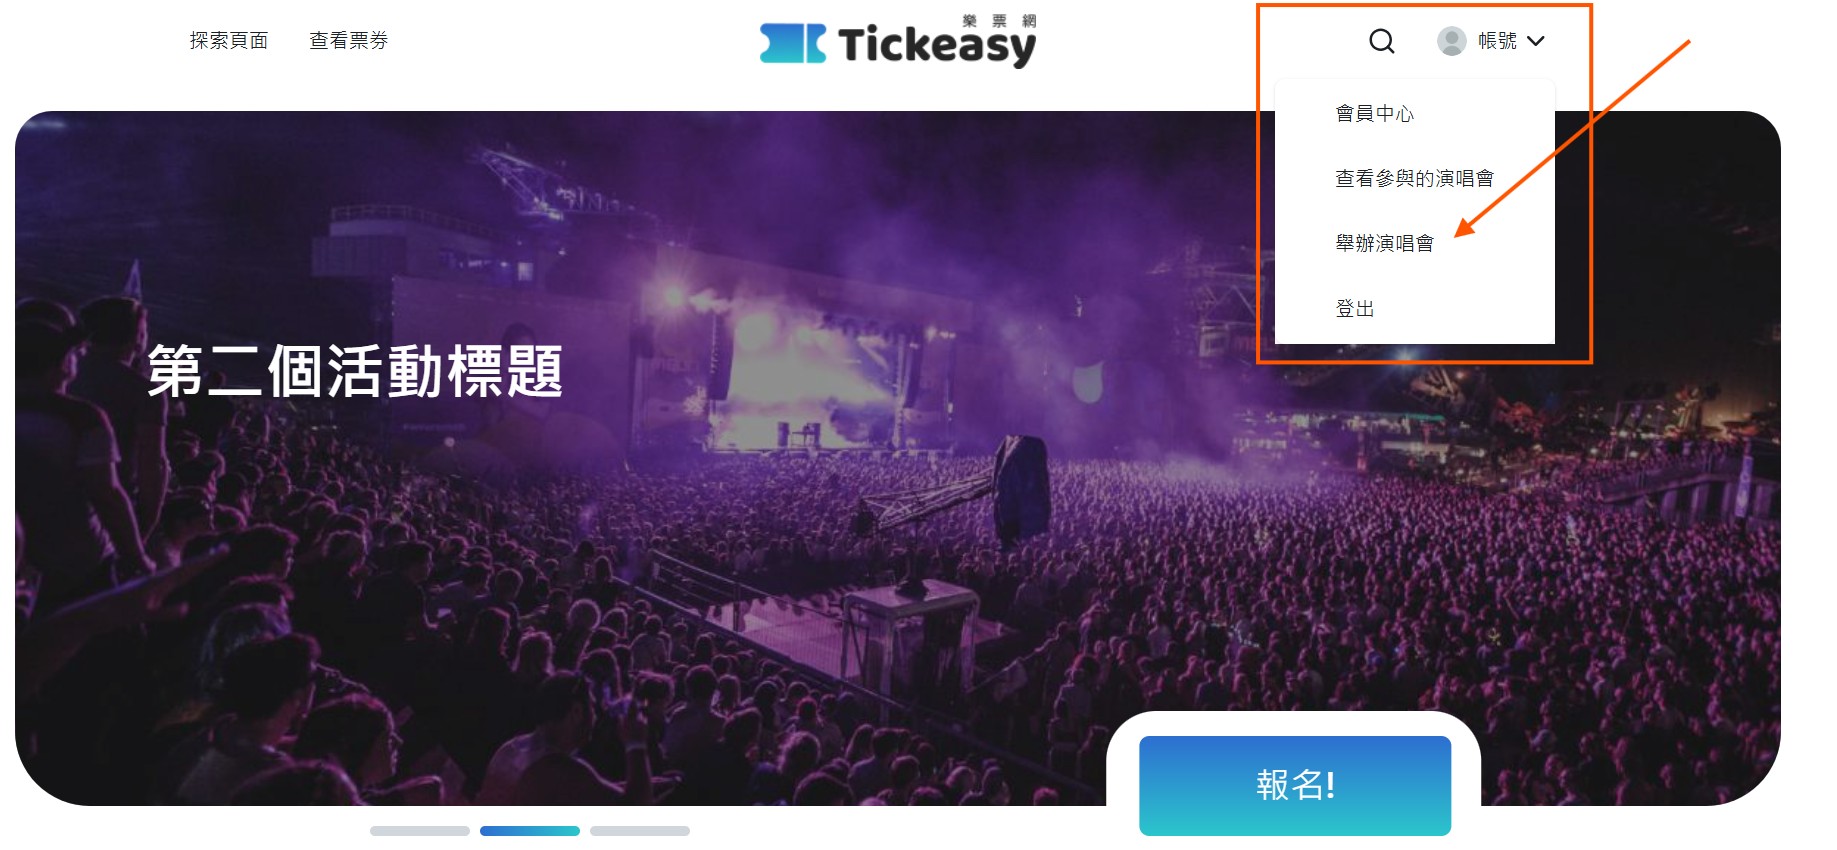 探索頁面
查看票券
樂票網
Tickeasy
帳號
會員中心
查看參與的演唱會
舉辦演唱會
登出
第二個活動標題
報名!